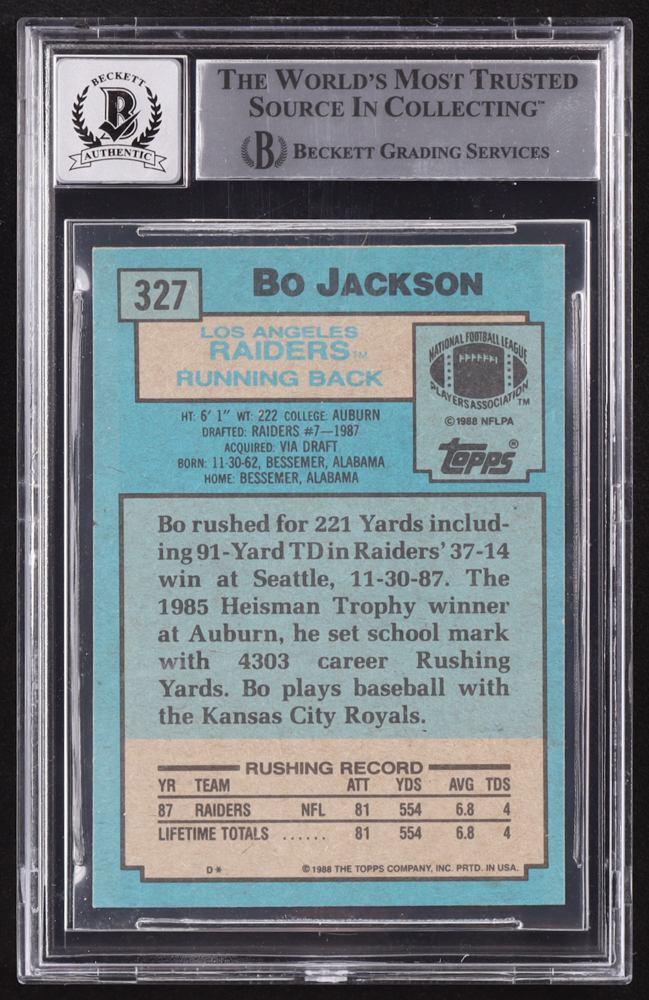 BECKETT
B
AUTHENTIC
THE WORLD'S MOST TRUSTED
SOURCE IN COLLECTING™
B BECKETT GRADING SERVICES
327
BO JACKSON
LOS ANGELES
RAIDERS™
RUNNING BACK
NATIONAL FOOTBALL LEAGUE
PLAYERS ASSOCIATION™
©1988 NFLPA
topps®
HT: 6' 1" WT: 222 COLLEGE: AUBURN
DRAFTED: RAIDERS #7—1987
ACQUIRED: VIA DRAFT
BORN: 11-30-62, BESSEMER, ALABAMA
HOME: BESSEMER, ALABAMA
Bo rushed for 221 Yards includ-
ing 91-Yard TD in Raiders' 37-14
win at Seattle, 11-30-87. The
1985 Heisman Trophy winner
at Auburn, he set school mark
with 4303 career Rushing
Yards. Bo plays baseball with
the Kansas City Royals.
RUSHING RECORD
YR TEAM ATT YDS AVG TDS
87 RAIDERS NFL 81 554 6.8 4
LIFETIME TOTALS ...... 81 554 6.8 4
D* ©1988 THE TOPPS COMPANY, INC. PRTD. IN USA.